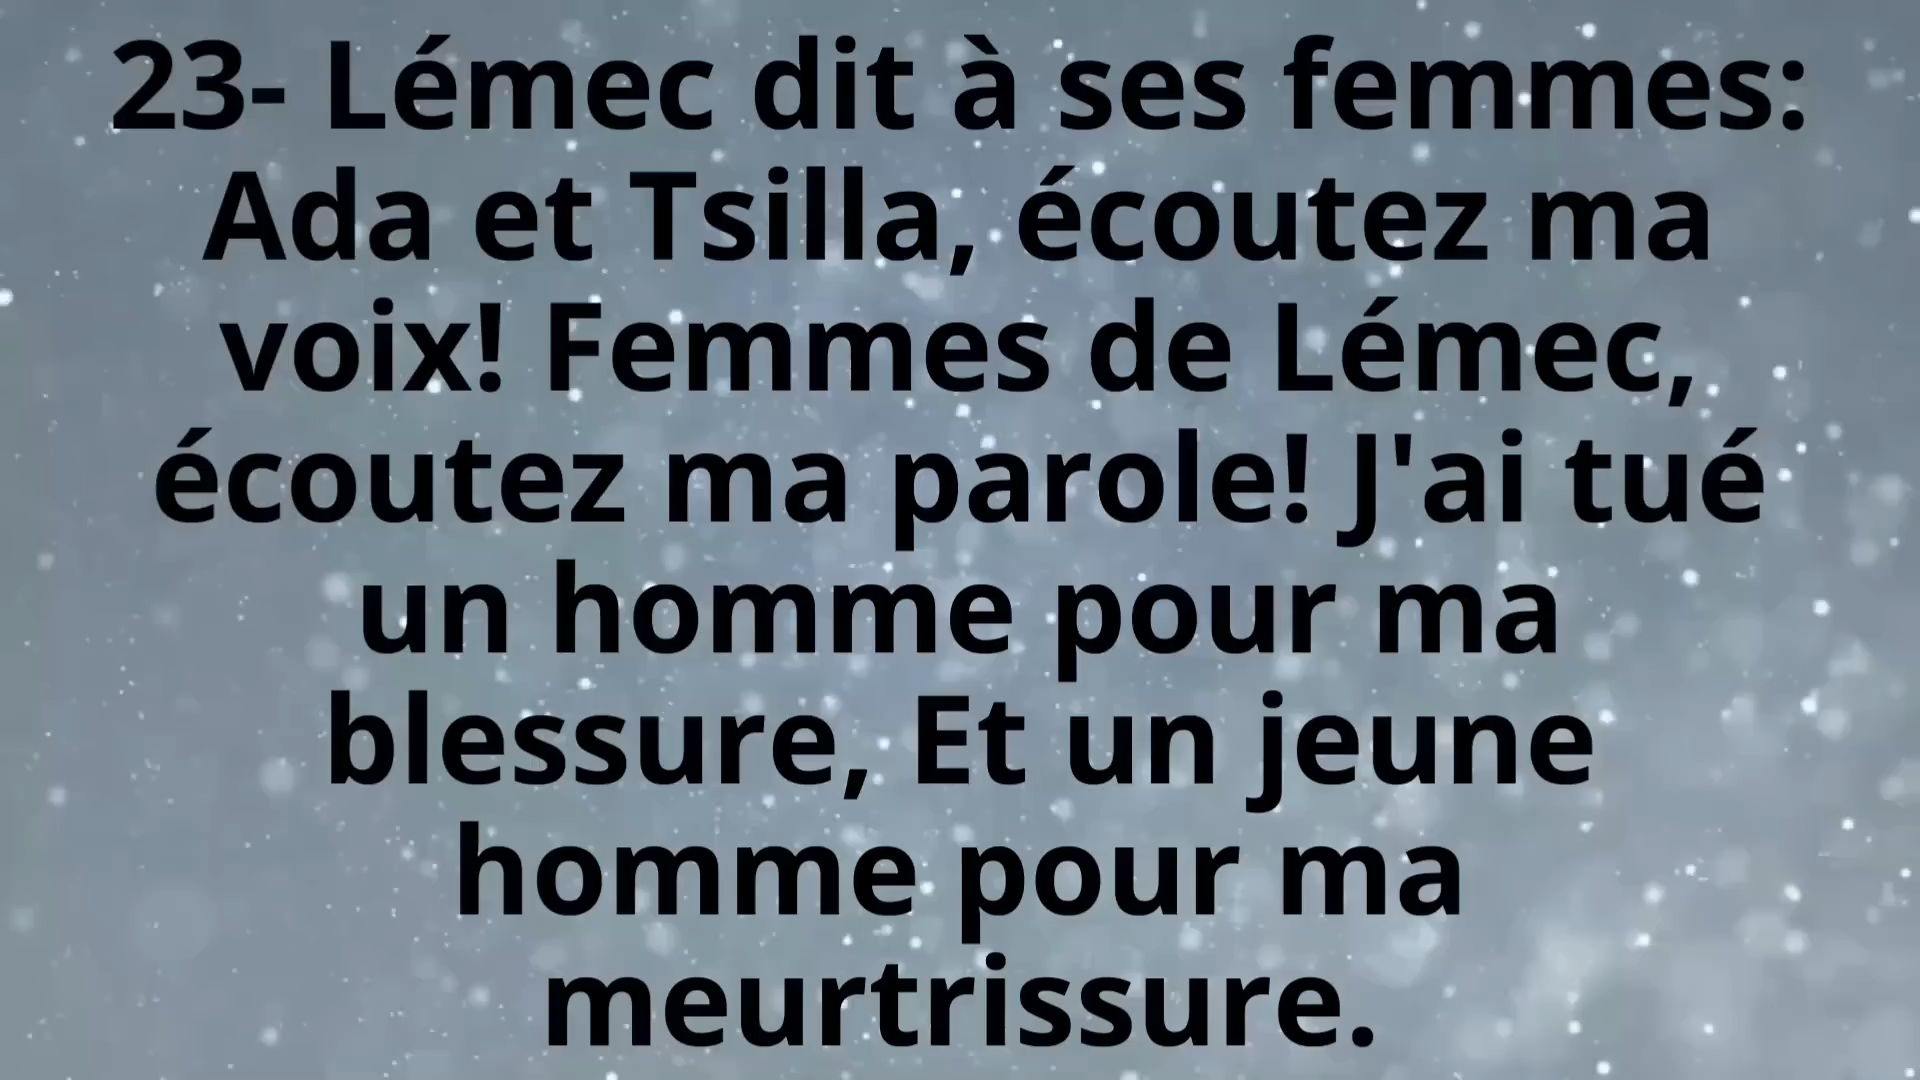 23- Lémec dit à ses femmes:
Ada et Tsilla, écoutez ma
voix! Femmes de Lémec,
écoutez ma parole! J'ai tué
un homme pour ma
blessure, Et un jeune
homme pour ma
meurtrissure.